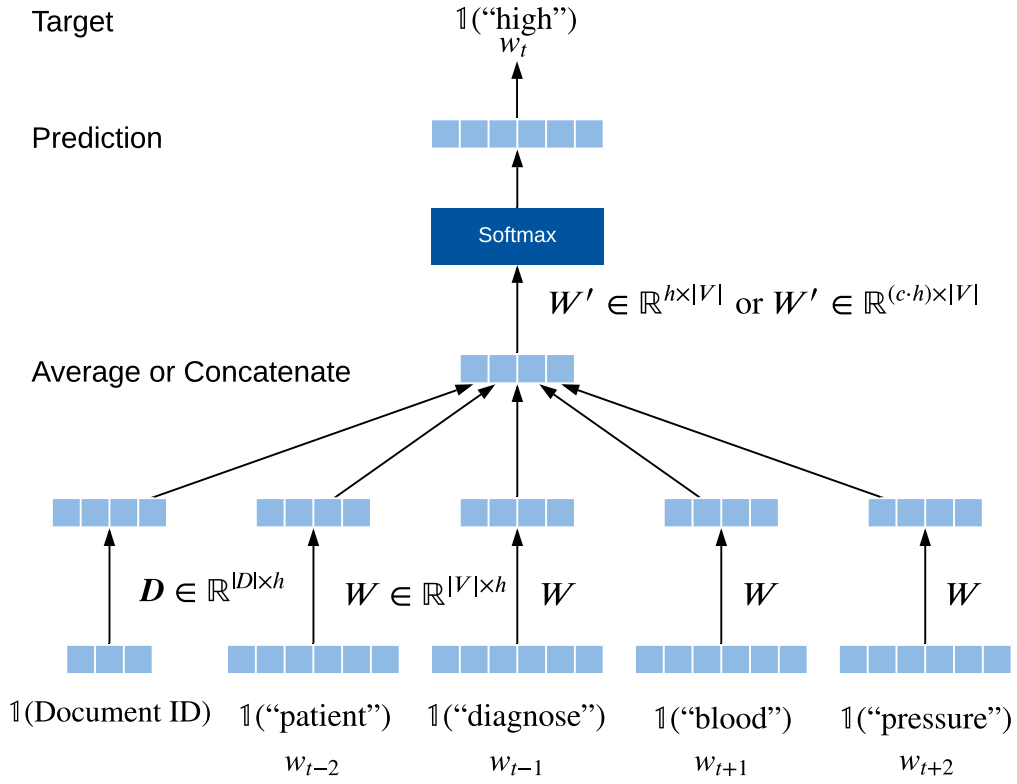 Target
𝟙(“high”)
wₜ
Prediction
Softmax
W′ ∈ ℝ^{h×|V|} or W′ ∈ ℝ^{(c·h)×|V|}
Average or Concatenate
D ∈ ℝ^{|D|×h}
W ∈ ℝ^{|V|×h}
W
W
W
𝟙(Document ID)
𝟙(“patient”)
𝟙(“diagnose”)
𝟙(“blood”)
𝟙(“pressure”)
w_{t−2}
w_{t−1}
w_{t+1}
w_{t+2}